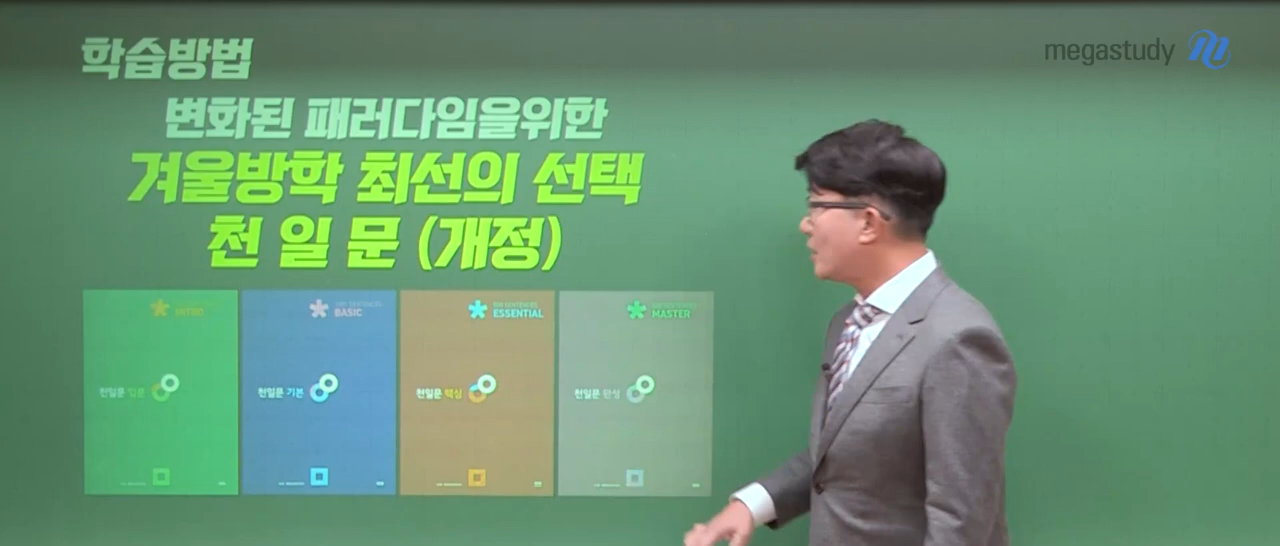 학습방법
megastudy
변화된 패러다임을위한
겨울방학 최선의 선택
천 일 문 (개정)
INTRO
BASIC
ESSENTIAL
MASTER
천일문 입문
천일문 기본
천일문 핵심
천일문 완성